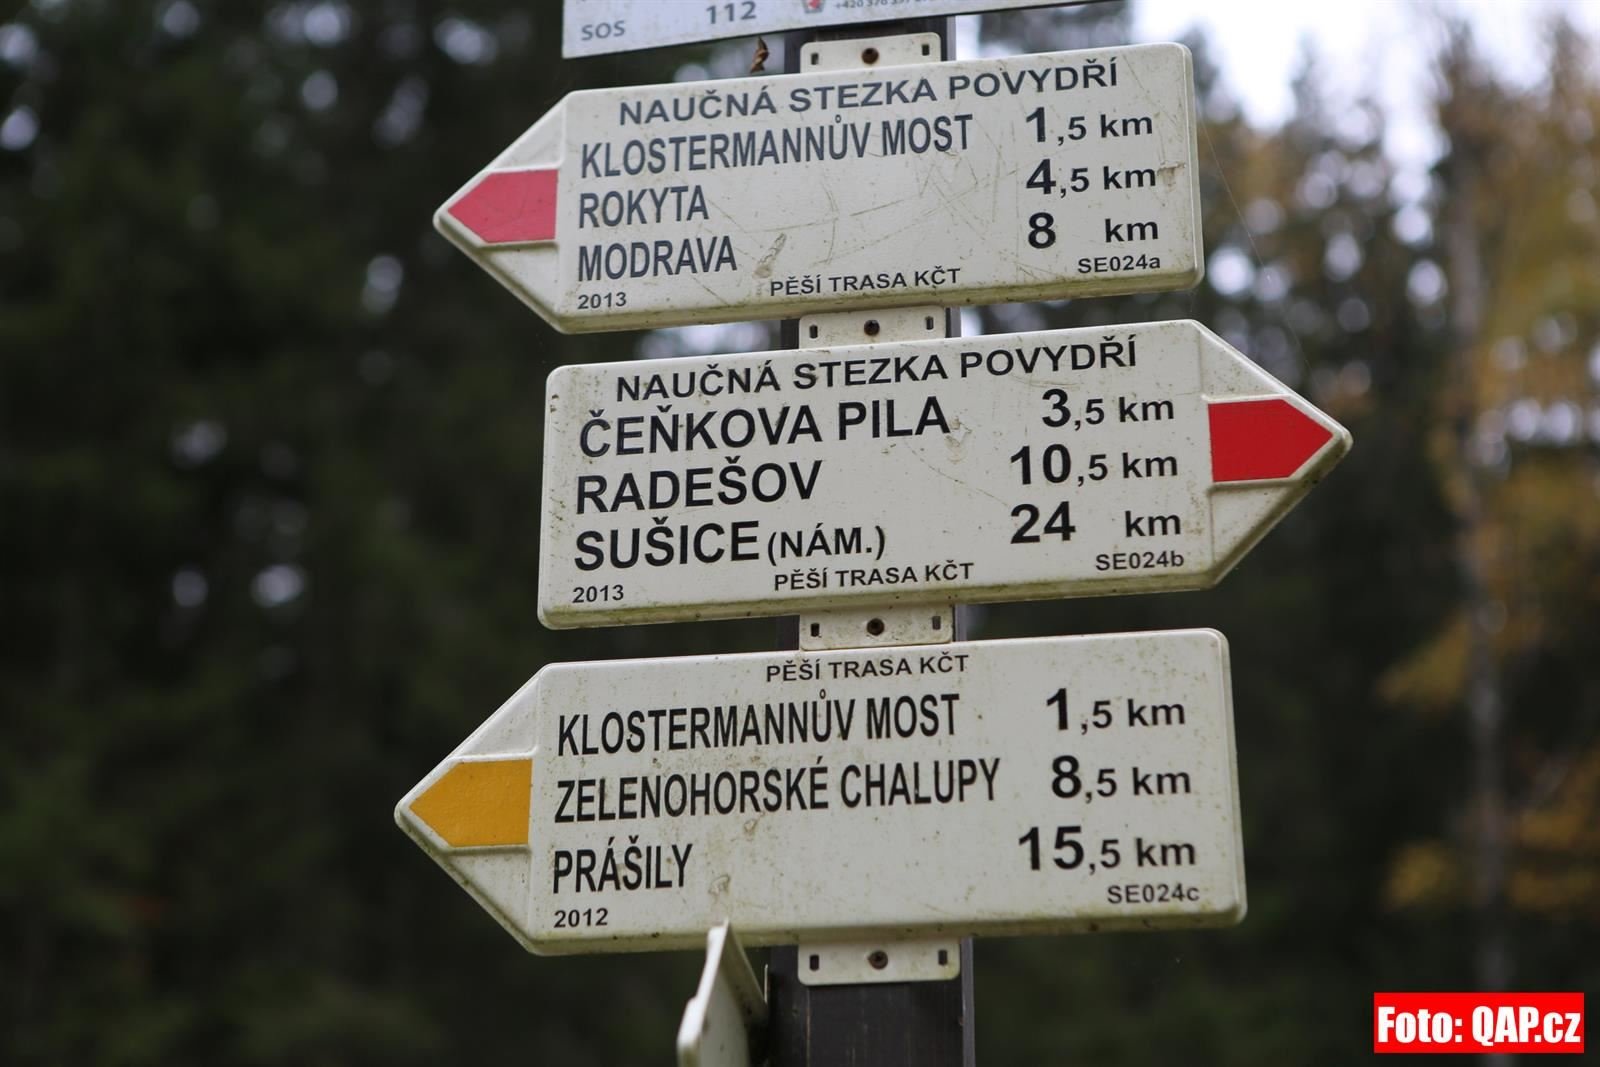 SOS 112
NAUČNÁ STEZKA POVYDŘÍ
KLOSTERMANNŮV MOST 1,5 km
ROKYTA 4,5 km
MODRAVA 8 km
2013 PĚŠÍ TRASA KČT SE024a
NAUČNÁ STEZKA POVYDŘÍ
ČEŇKOVA PILA 3,5 km
RADEŠOV 10,5 km
SUŠICE (NÁM.) 24 km
2013 PĚŠÍ TRASA KČT SE024b
PĚŠÍ TRASA KČT
KLOSTERMANNŮV MOST 1,5 km
ZELENOHORSKÉ CHALUPY 8,5 km
PRÁŠILY 15,5 km
2012 SE024c
Foto: QAP.cz